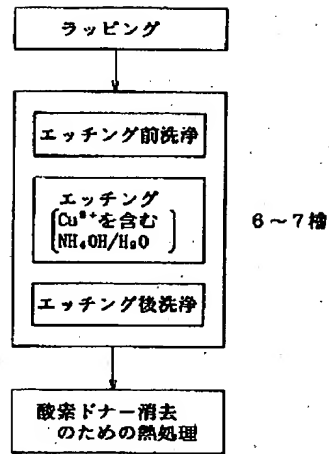 ラッピング
エッチング前洗浄
エッチング
Cu²⁺を含む
NH₄OH/H₂O
6～7槽
エッチング後洗浄
酸素ドナー消去
のための熱処理